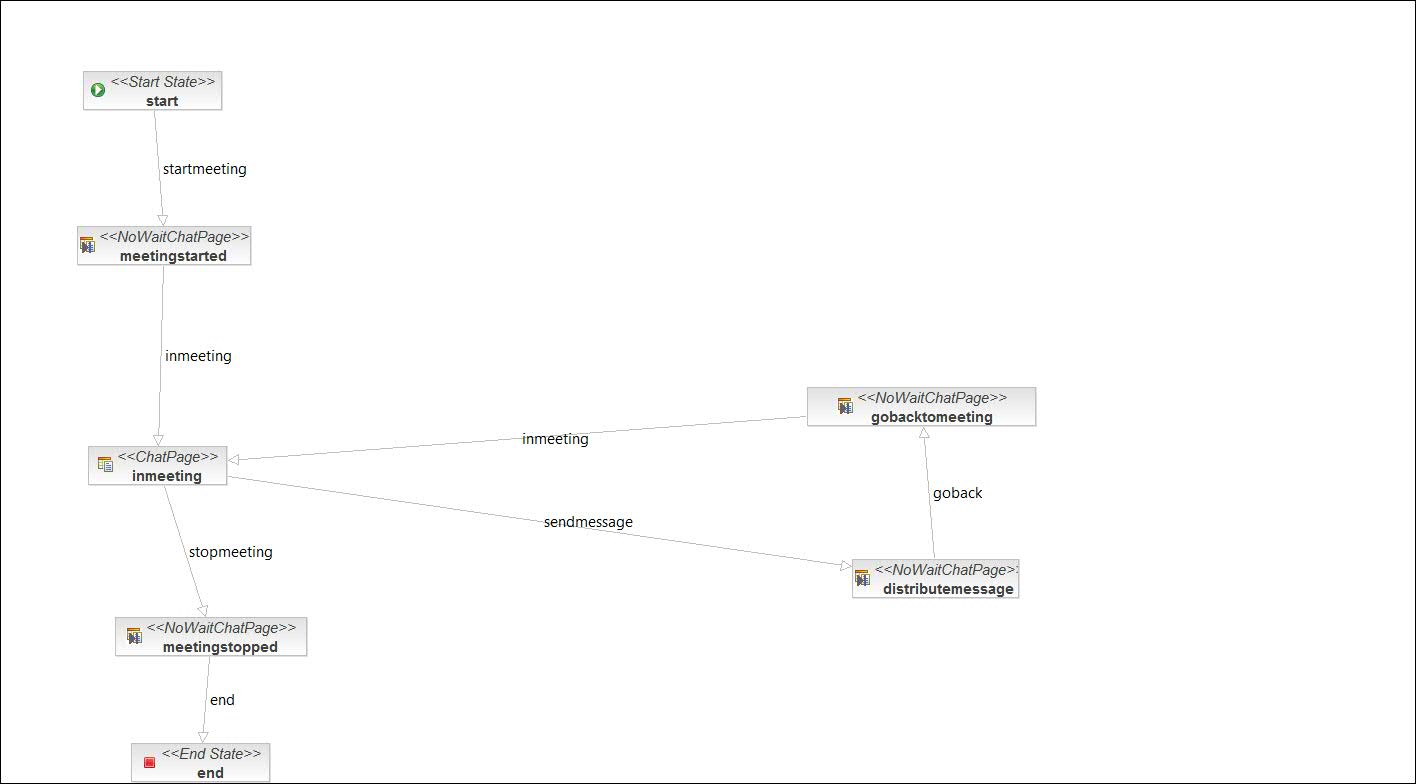 <<Start State>>
start
startmeeting
<<NoWaitChatPage>>
meetingstarted
inmeeting
<<NoWaitChatPage>>
gobacktomeeting
inmeeting
<<ChatPage>>
inmeeting
goback
sendmessage
stopmeeting
<<NoWaitChatPage>:
distributemessage
<<NoWaitChatPage>>
meetingstopped
end
<<End State>>
end